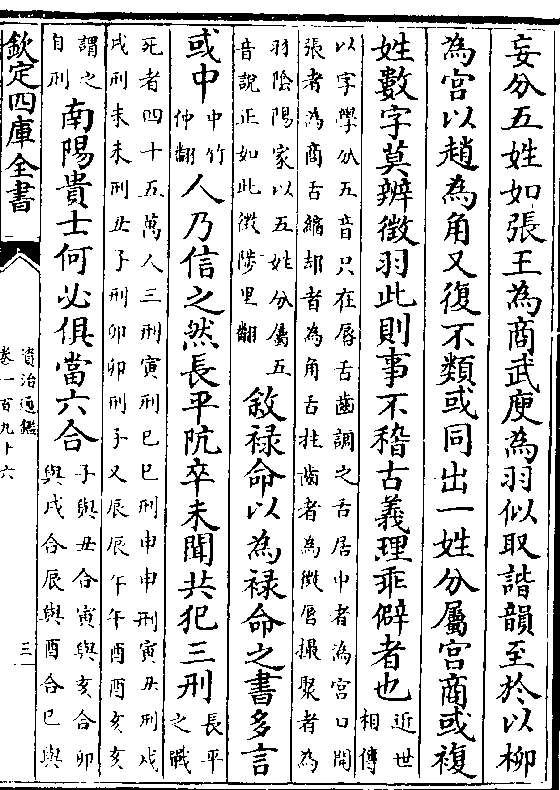 妄分五姓如張王為商武庾為羽似取諧韻至於以柳
為宮以趙為角又復不類或同出一姓分屬宮商或複
姓數字莫辨徵羽此則事不稽古義理乖僻者也近世相傳
以字學分五音只在唇舌齒調之舌居中者為宮口開
張者為商舌縮却者為角舌拄齒者為徵唇撮聚者為
羽陰陽家以五姓分屬五
音說正如此徵陟里翻
敘禄命以為禄命之書多言
或中中竹仲翻人乃信之然長平阬卒未聞共犯三刑長平之戰
死者四十五萬人三刑寅刑巳巳刑申申刑寅丑刑戌
戌刑未未刑丑子刑卯卯刑子又辰辰午午酉酉亥亥
謂之自刑南陽貴士何必俱當六合子與丑合寅與亥合卯
與戌合辰與酉合巳與
欽定四庫全書
資治通鑑
卷一百九十六
三